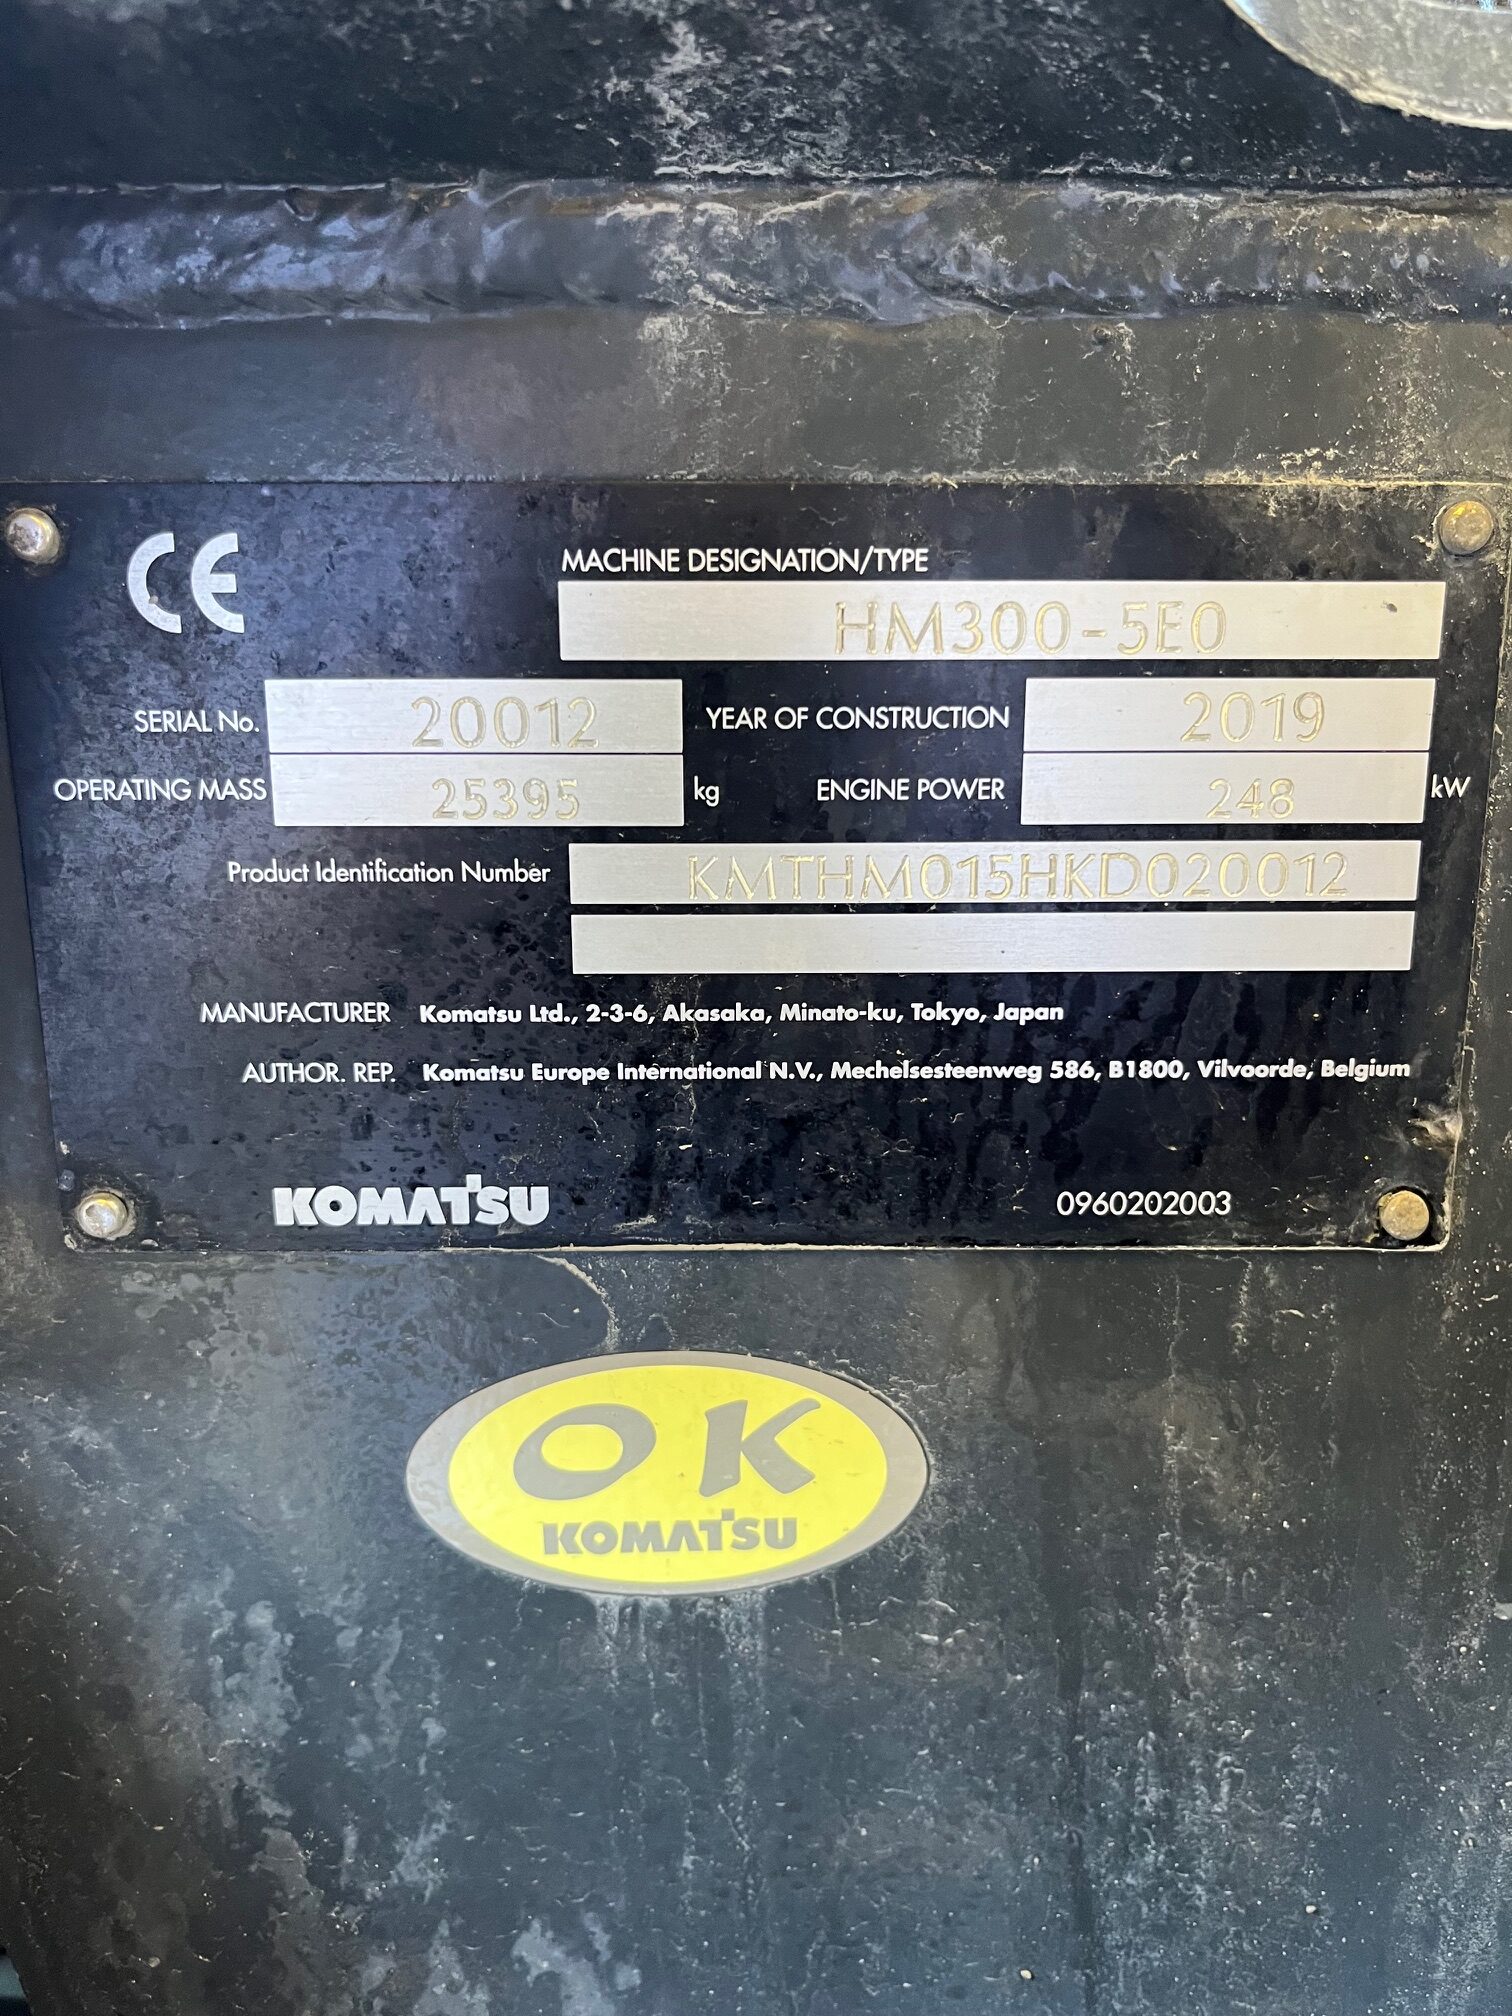 CE
MACHINE DESIGNATION/TYPE
HM300-5E0
SERIAL No. 20012 YEAR OF CONSTRUCTION 2019
OPERATING MASS 25395 kg ENGINE POWER 248 kW
Product Identification Number KMTHM015HKD020012
MANUFACTURER Komatsu Ltd., 2-3-6, Akasaka, Minato-ku, Tokyo, Japan
AUTHOR. REP. Komatsu Europe International N.V., Mechelsesteenweg 586, B1800, Vilvoorde, Belgium
KOMATSU 0960202003
OK
KOMATSU